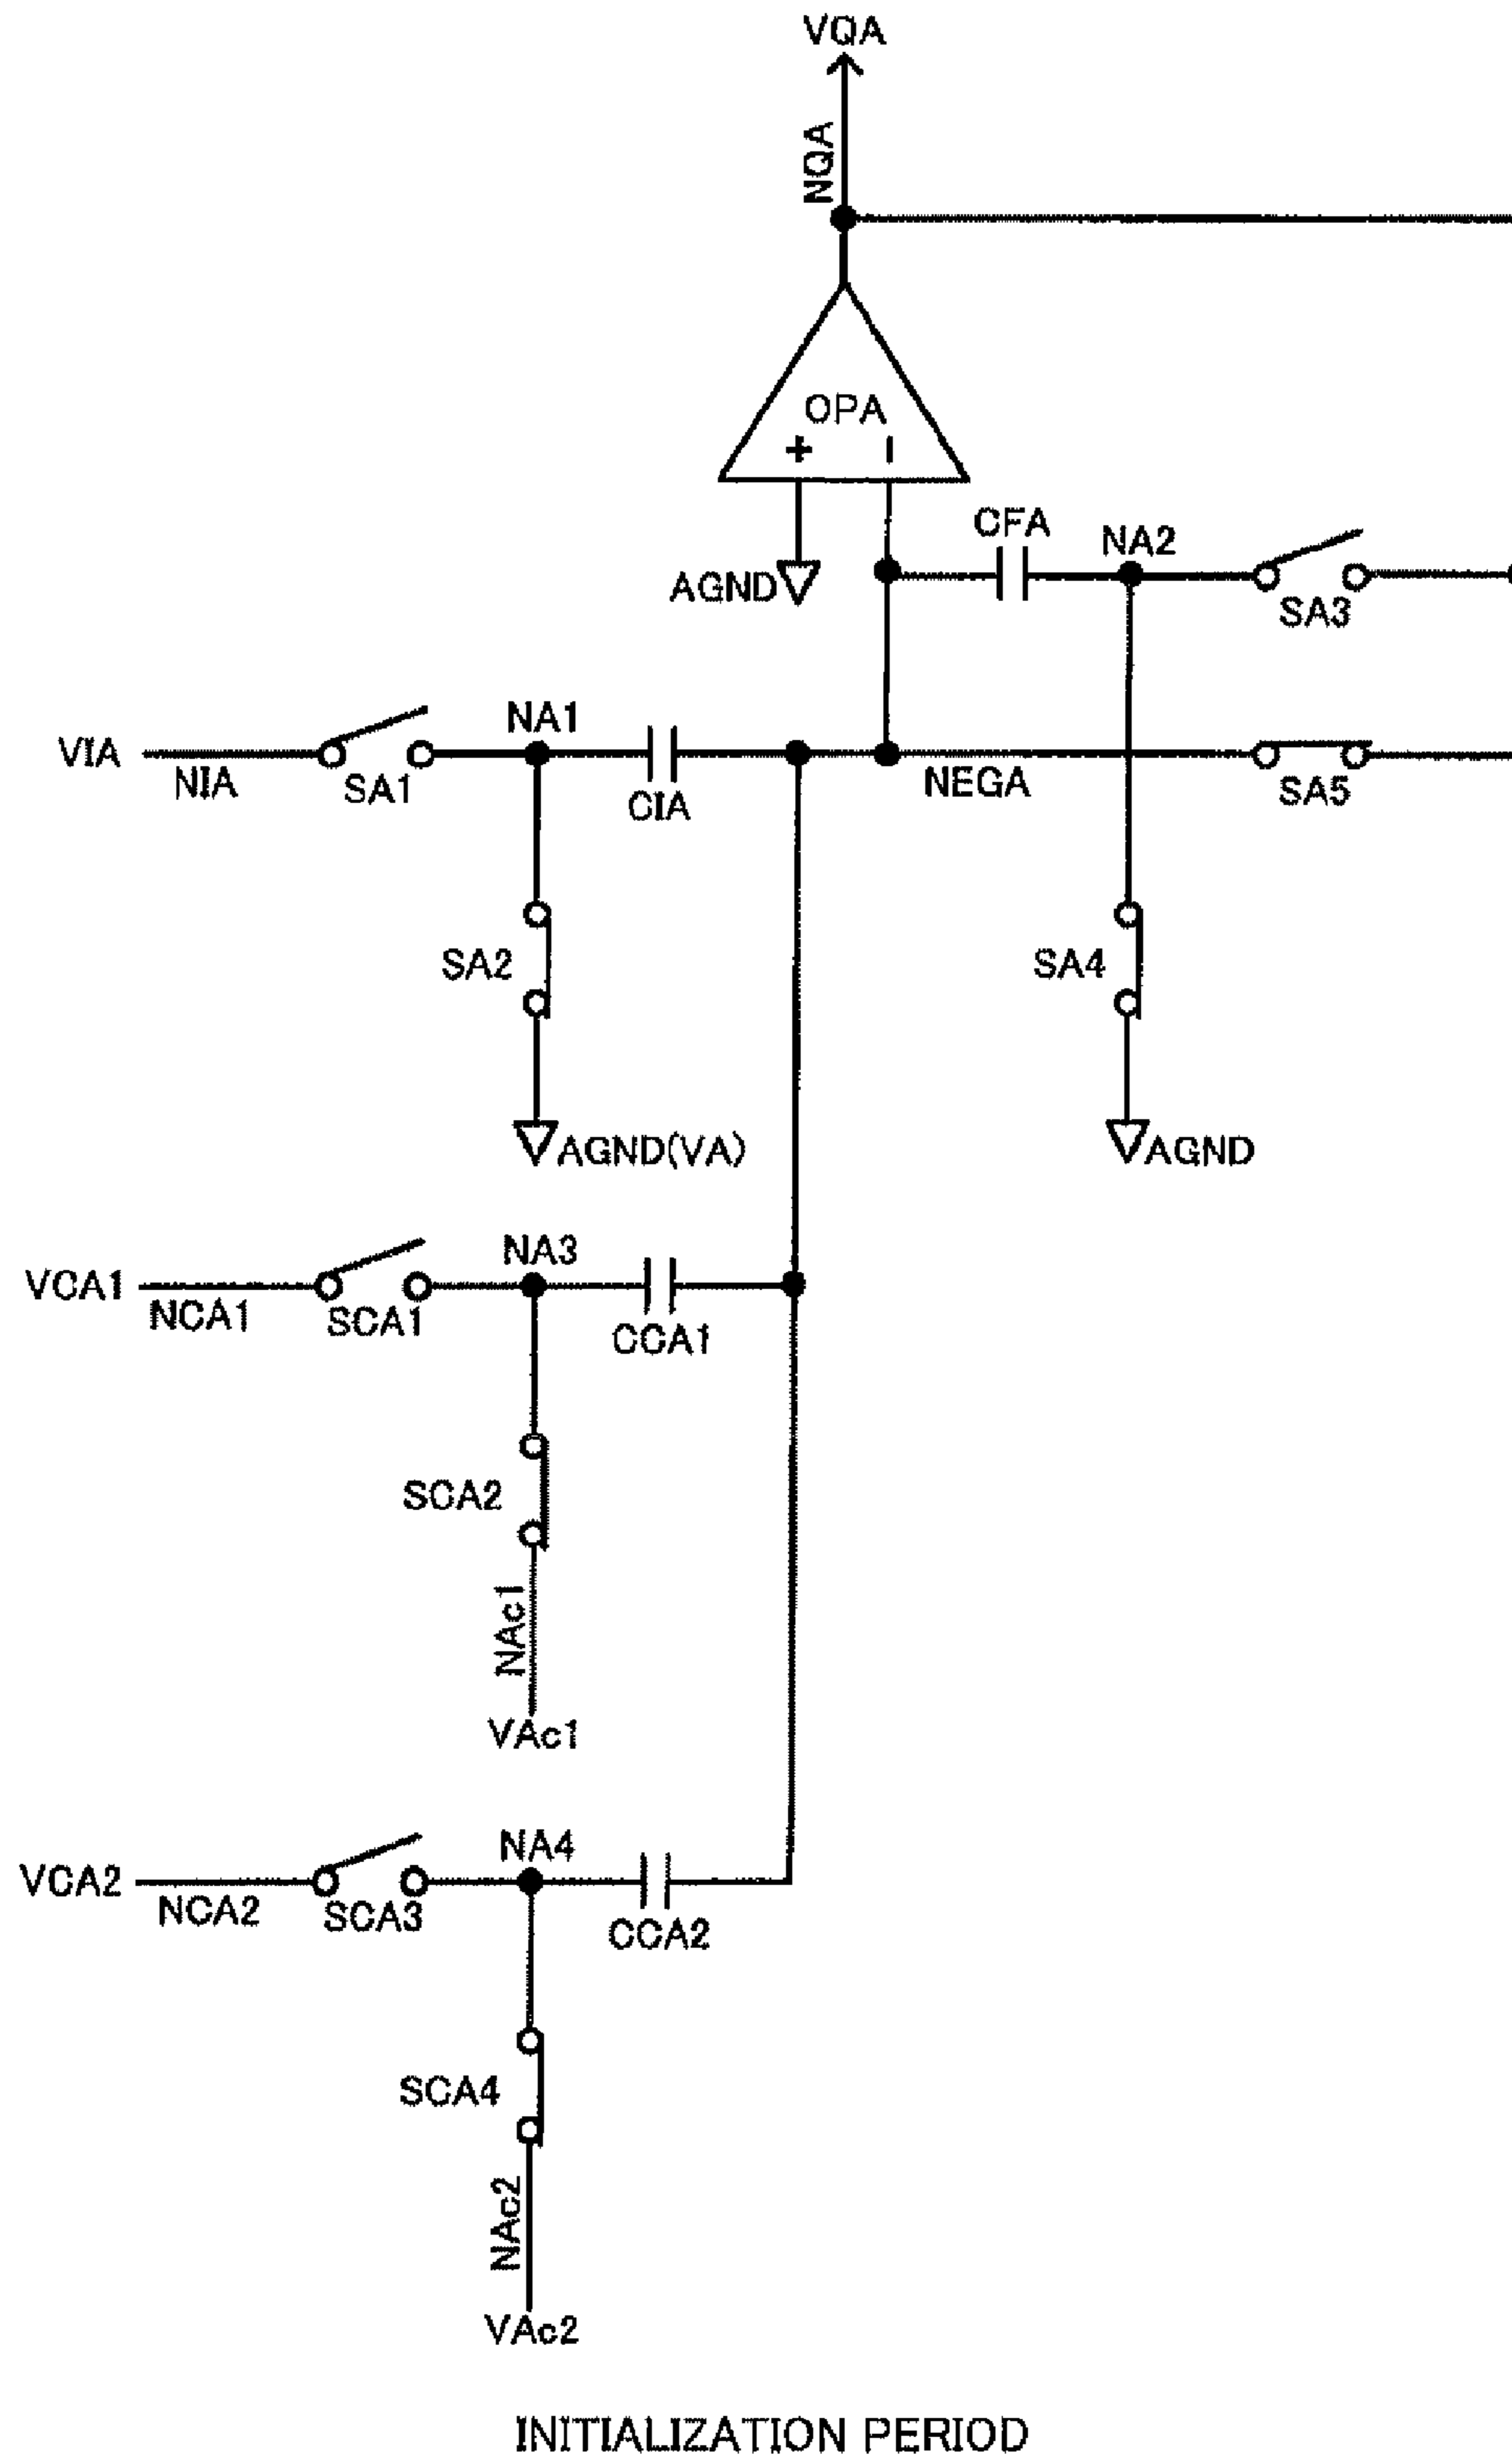 VQA
NQA
OPA
+ −
CFA
NA2
AGND
SA3
NA1
VIA
NIA
SA1
CIA
NEGA
SA5
SA2
SA4
AGND(VA)
AGND
NA3
VCA1
NCA1
SCA1
CCA1
SCA2
NAc1
VAc1
NA4
VCA2
NCA2
SCA3
CCA2
SCA4
NAc2
VAc2
INITIALIZATION PERIOD